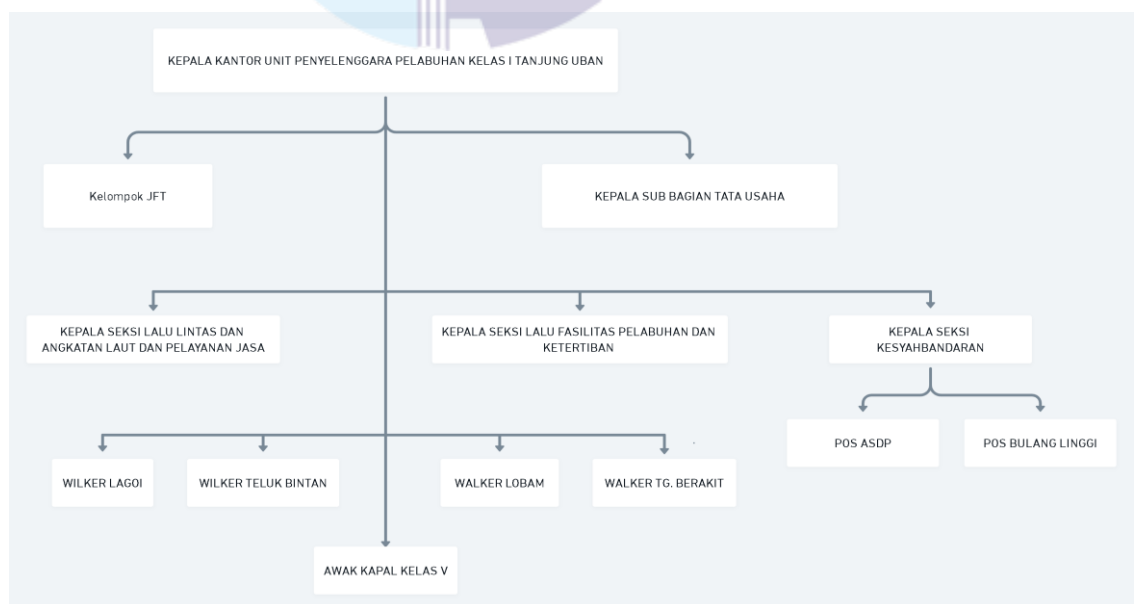 KEPALA KANTOR UNIT PENYELENGGARA PELABUHAN KELAS I TANJUNG UBAN
Kelompok JFT
KEPALA SUB BAGIAN TATA USAHA
KEPALA SEKSI LALU LINTAS DAN
ANGKATAN LAUT DAN PELAYANAN JASA
KEPALA SEKSI LALU FASILITAS PELABUHAN DAN
KETERTIBAN
KEPALA SEKSI
KESYAHBANDARAN
POS ASDP
POS BULANG LINGGI
WILKER LAGOI
WILKER TELUK BINTAN
WALKER LOBAM
WALKER TG. BERAKIT
AWAK KAPAL KELAS V